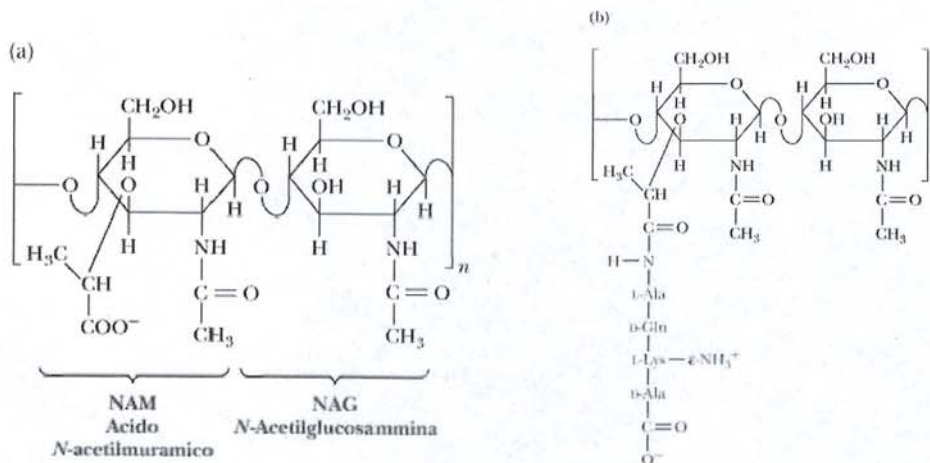 (a)
CH₂OH
CH₂OH
H
O
H
O
O
H
O
H
H
O
H
OH
H
H
H
H
H
H
n
H₃C
CH
NH
NH
C=O
C=O
COO⁻
CH₃
CH₃
NAM
Acido
N-acetilmuramico
NAG
N-Acetilglucosammina
(b)
CH₂OH
CH₂OH
H
O
H
O
O
H
O
H
H
O
H
OH
H
H
H
H
H
H
H₃C
CH
NH
NH
C=O
C=O
C=O
CH₃
CH₃
H—N
L-Ala
D-Gln
L-Lys—ε-NH₃⁺
D-Ala
C=O
O⁻